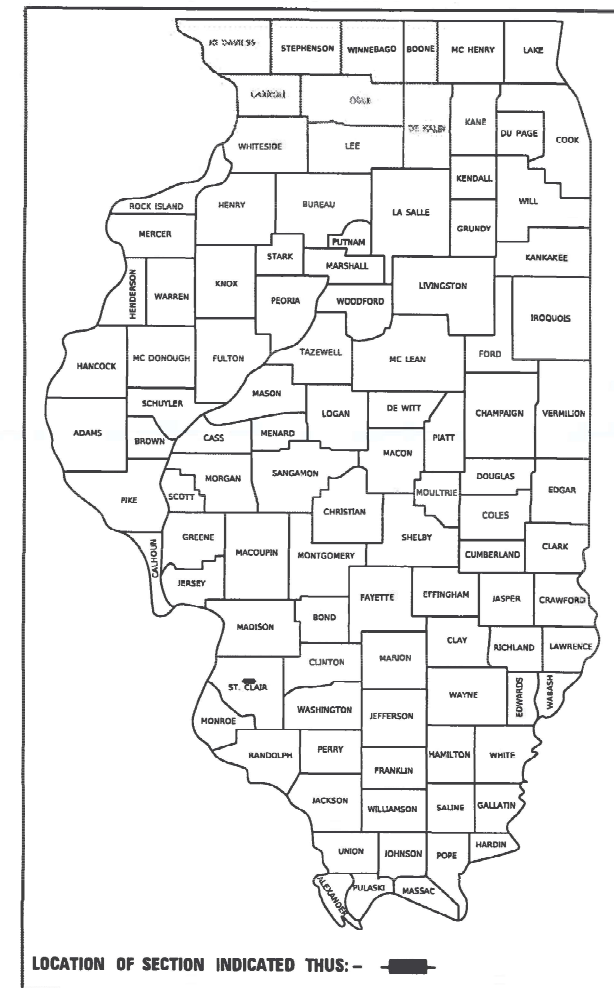 JO DAVIESS STEPHENSON WINNEBAGO BOONE MC HENRY LAKE
CARROLL OGLE DE KALB KANE DU PAGE COOK
WHITESIDE LEE KENDALL WILL
ROCK ISLAND HENRY BUREAU LA SALLE GRUNDY
MERCER PUTNAM KANKAKEE
STARK MARSHALL
HENDERSON WARREN KNOX PEORIA WOODFORD LIVINGSTON IROQUOIS
HANCOCK MC DONOUGH FULTON TAZEWELL MC LEAN FORD
MASON
SCHUYLER LOGAN DE WITT CHAMPAIGN VERMILION
ADAMS BROWN CASS MENARD MACON PIATT
PIKE SCOTT MORGAN SANGAMON MOULTRIE DOUGLAS EDGAR
CHRISTIAN COLES
CALHOUN GREENE MACOUPIN MONTGOMERY SHELBY CUMBERLAND CLARK
JERSEY FAYETTE EFFINGHAM JASPER CRAWFORD
MADISON BOND CLAY RICHLAND LAWRENCE
CLINTON MARION
ST. CLAIR WAYNE EDWARDS WABASH
MONROE WASHINGTON JEFFERSON
RANDOLPH PERRY FRANKLIN HAMILTON WHITE
JACKSON WILLIAMSON SALINE GALLATIN
UNION JOHNSON POPE HARDIN
ALEXANDER PULASKI MASSAC
LOCATION OF SECTION INDICATED THUS: -